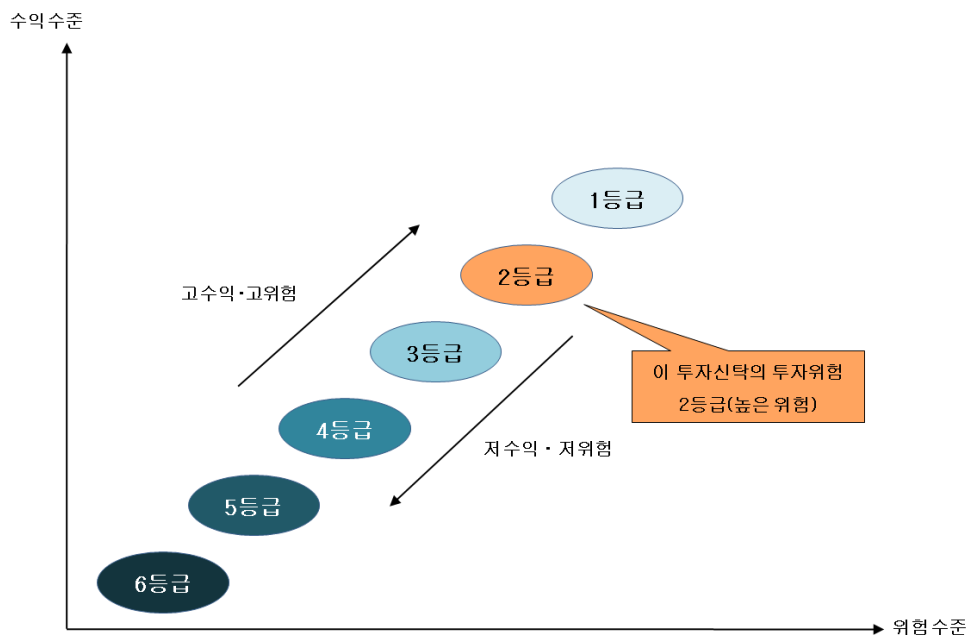 수익수준
1등급
2등급
고수익·고위험
3등급
이 투자신탁의 투자위험
2등급(높은 위험)
4등급
저수익 · 저위험
5등급
6등급
위험수준